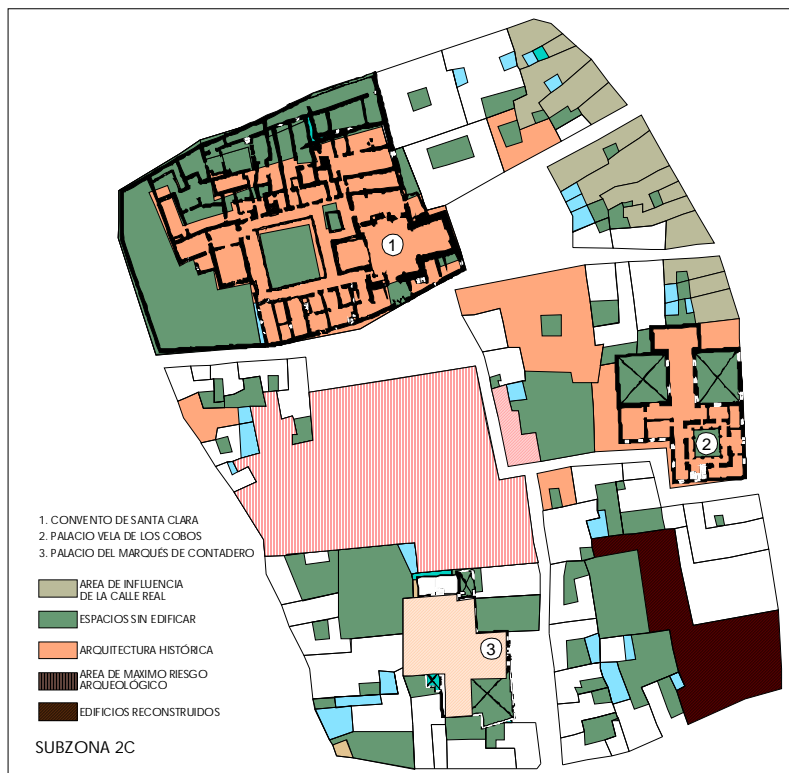 1
2
3
1. CONVENTO DE SANTA CLARA
2. PALACIO VELA DE LOS COBOS
3. PALACIO DEL MARQUÉS DE CONTADERO
AREA DE INFLUENCIA
DE LA CALLE REAL
ESPACIOS SIN EDIFICAR
ARQUITECTURA HISTÓRICA
AREA DE MAXIMO RIESGO
ARQUEOLÓGICO
EDIFICIOS RECONSTRUIDOS
SUBZONA 2C